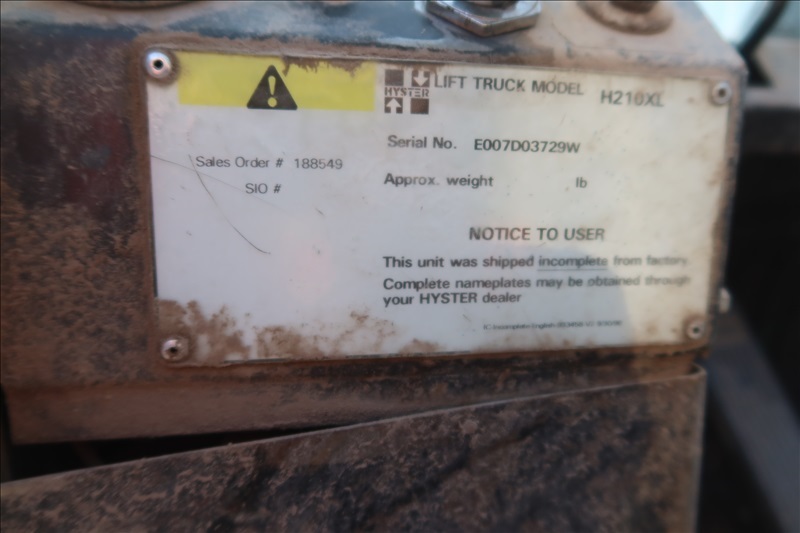 HYSTER
LIFT TRUCK MODEL H210XL
Serial No. E007D03729W
Sales Order # 188549
SIO #
Approx. weight lb
NOTICE TO USER
This unit was shipped incomplete from factory.
Complete nameplates may be obtained through
your HYSTER dealer